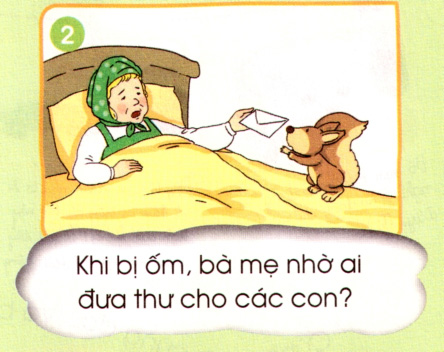 2
Khi bị ốm, bà mẹ nhờ ai
đưa thư cho các con?